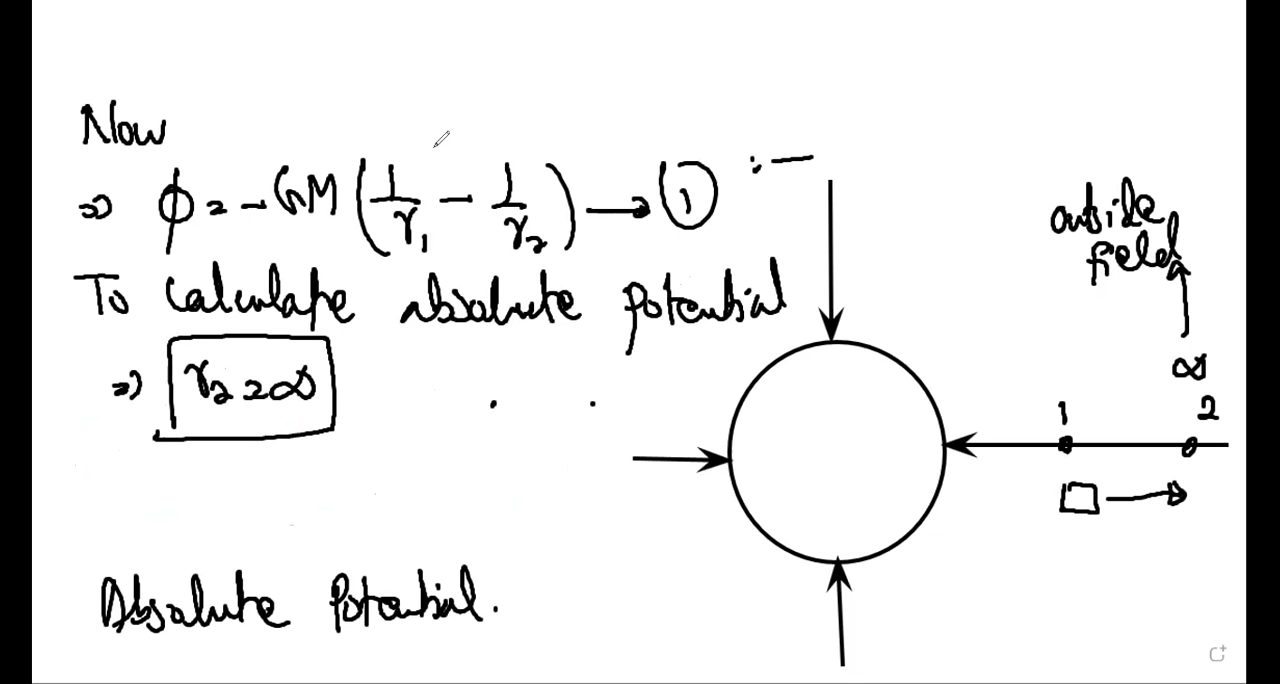 Now
⇒ ϕ = - GM (1/r₁ - 1/r₂) → ① :-
To calculate absolute potential
⇒ r₂ = ∞
Absolute Potential.
outside
field
∞
1 2